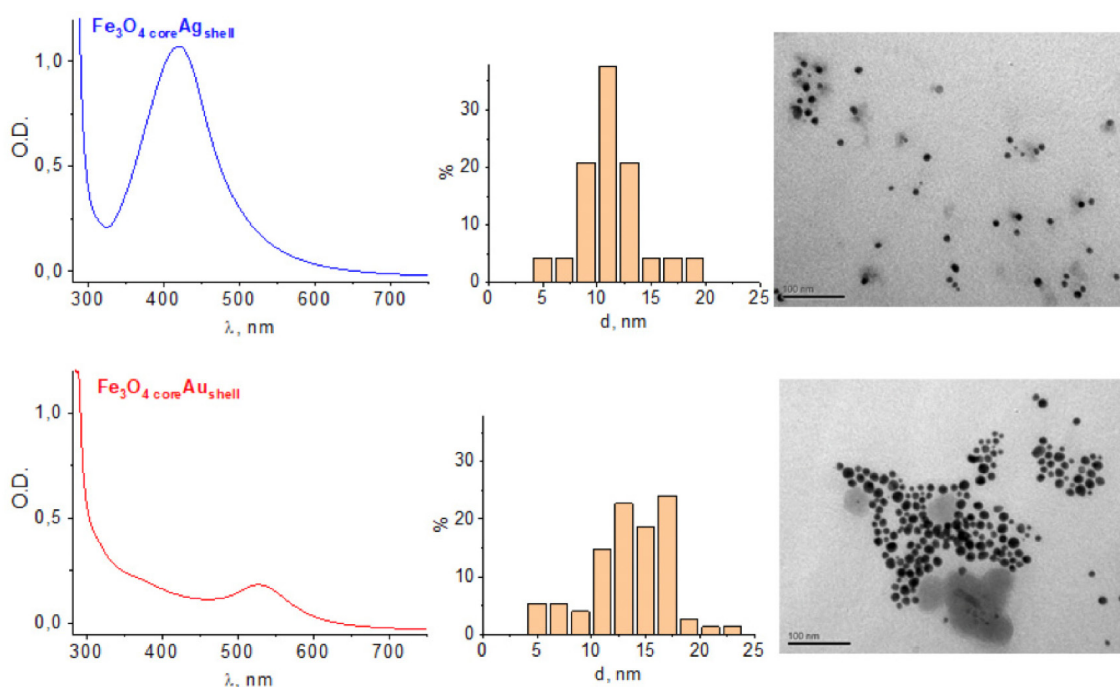 Fe₃O₄ core Ag shell
O.D.
1,0
0,5
0,0
300 400 500 600 700
λ, nm
%
30
20
10
0
0 5 10 15 20 25
d, nm
100 nm
Fe₃O₄ core Au shell
O.D.
1,0
0,5
0,0
300 400 500 600 700
λ, nm
%
30
20
10
0
0 5 10 15 20 25
d, nm
100 nm